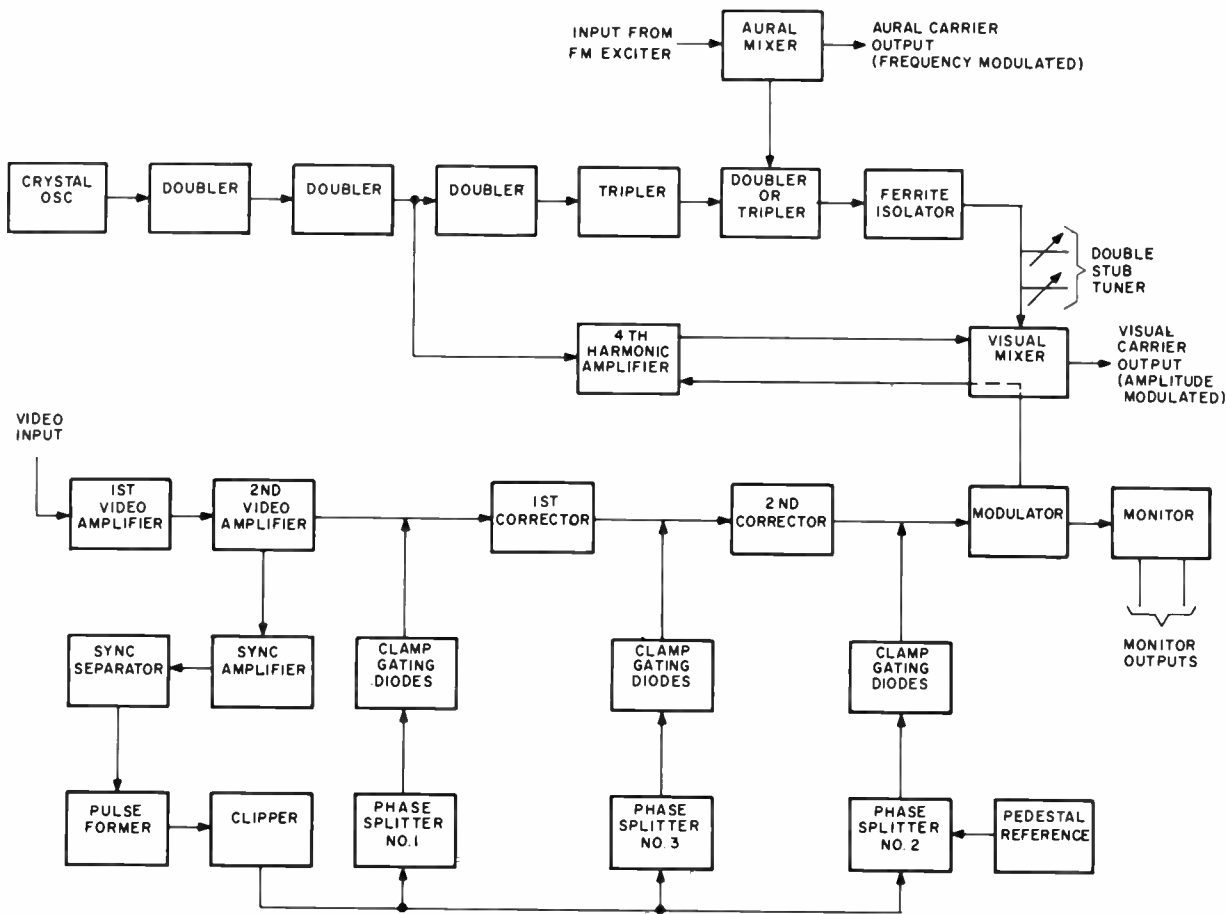 INPUT FROM
FM EXCITER
AURAL
MIXER
AURAL CARRIER
OUTPUT
(FREQUENCY MODULATED)
CRYSTAL
OSC
DOUBLER
DOUBLER
DOUBLER
TRIPLER
DOUBLER
OR
TRIPLER
FERRITE
ISOLATOR
DOUBLE
STUB
TUNER
4 TH
HARMONIC
AMPLIFIER
VISUAL
MIXER
VISUAL
CARRIER
OUTPUT
(AMPLITUDE
MODULATED)
VIDEO
INPUT
1ST
VIDEO
AMPLIFIER
2ND
VIDEO
AMPLIFIER
1ST
CORRECTOR
2ND
CORRECTOR
MODULATOR
MONITOR
MONITOR
OUTPUTS
SYNC
SEPARATOR
SYNC
AMPLIFIER
CLAMP
GATING
DIODES
CLAMP
GATING
DIODES
CLAMP
GATING
DIODES
PULSE
FORMER
CLIPPER
PHASE
SPLITTER
NO.1
PHASE
SPLITTER
NO.3
PHASE
SPLITTER
NO.2
PEDESTAL
REFERENCE